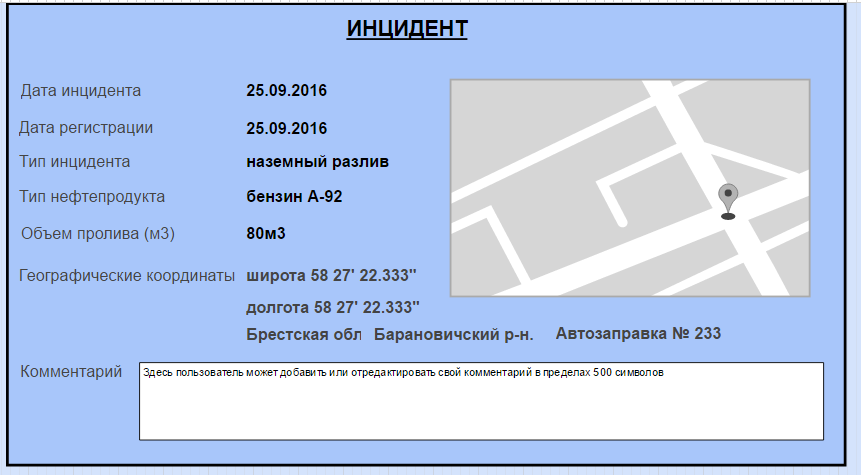 ИНЦИДЕНТ
Дата инцидента 25.09.2016
Дата регистрации 25.09.2016
Тип инцидента наземный разлив
Тип нефтепродукта бензин А-92
Объем пролива (м3) 80м3
Географические координаты широта 58 27' 22.333"
долгота 58 27' 22.333"
Брестская обл Барановичский р-н. Автозаправка № 233
Комментарий Здесь пользователь может добавить или отредактировать свой комментарий в пределах 500 символов